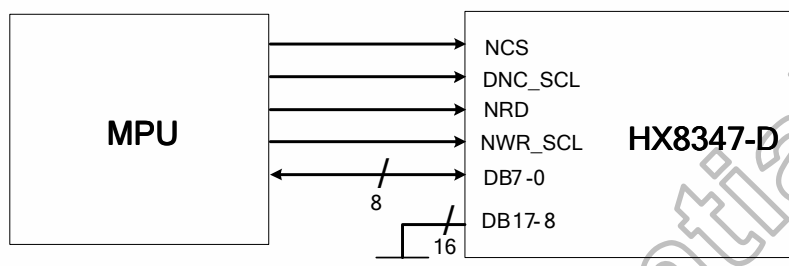 MPU
NCS
DNC_SCL
NRD
NWR_SCL
HX8347-D
DB7-0
8
DB17-8
16